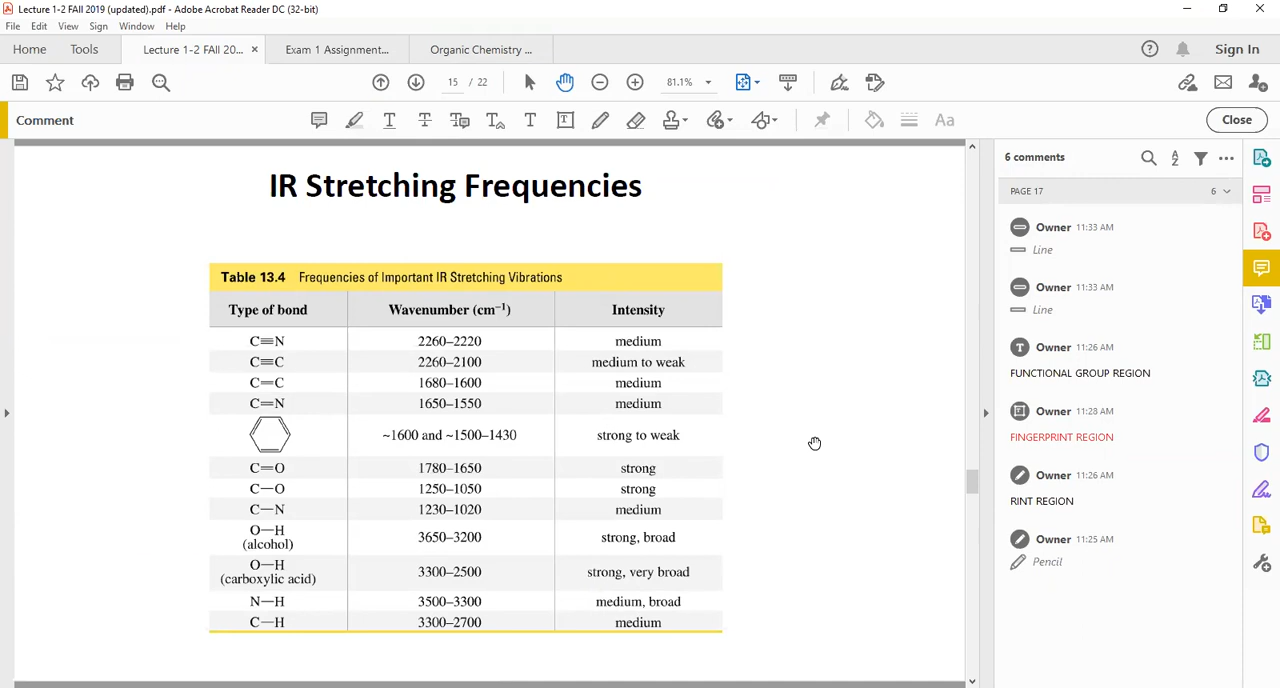 Lecture 1-2 FAll 2019 (updated).pdf - Adobe Acrobat Reader DC (32-bit)
File Edit View Sign Window Help
Home Tools Lecture 1-2 FAll 20... × Exam 1 Assignment... Organic Chemistry ... Sign In
15 / 22 81.1%
Comment Close
IR Stretching Frequencies
Table 13.4 Frequencies of Important IR Stretching Vibrations
Type of bond Wavenumber (cm⁻¹) Intensity
C≡N 2260–2220 medium
C≡C 2260–2100 medium to weak
C=C 1680–1600 medium
C=N 1650–1550 medium
~1600 and ~1500–1430 strong to weak
C=O 1780–1650 strong
C—O 1250–1050 strong
C—N 1230–1020 medium
O—H
(alcohol) 3650–3200 strong, broad
O—H
(carboxylic acid) 3300–2500 strong, very broad
N—H 3500–3300 medium, broad
C—H 3300–2700 medium
6 comments
PAGE 17 6
Owner 11:33 AM
Line
Owner 11:33 AM
Line
Owner 11:26 AM
FUNCTIONAL GROUP REGION
Owner 11:28 AM
FINGERPRINT REGION
Owner 11:26 AM
RINT REGION
Owner 11:25 AM
Pencil